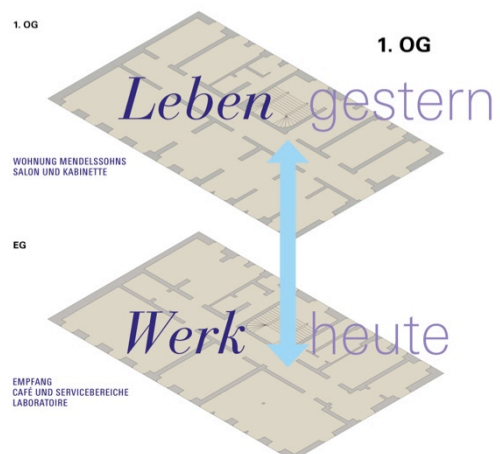 1. OG
1. OG
Leben gestern
WOHNUNG MENDELSSOHNS
SALON UND KABINETTE
EG
Werk heute
EMPFANG
CAFÉ UND SERVICEBEREICHE
LABORATOIRE